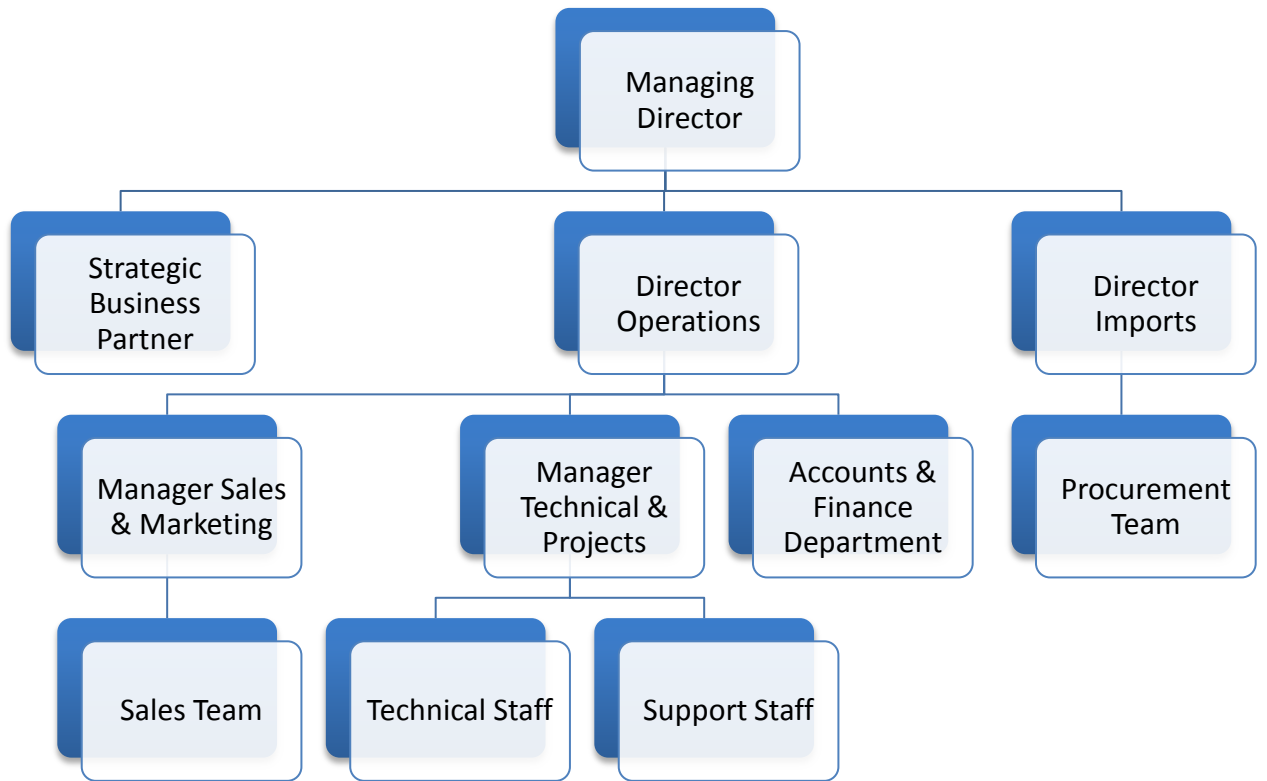 Managing
Director
Strategic
Business
Partner
Director
Operations
Director
Imports
Manager Sales
& Marketing
Manager
Technical &
Projects
Accounts &
Finance
Department
Procurement
Team
Sales Team
Technical Staff
Support Staff